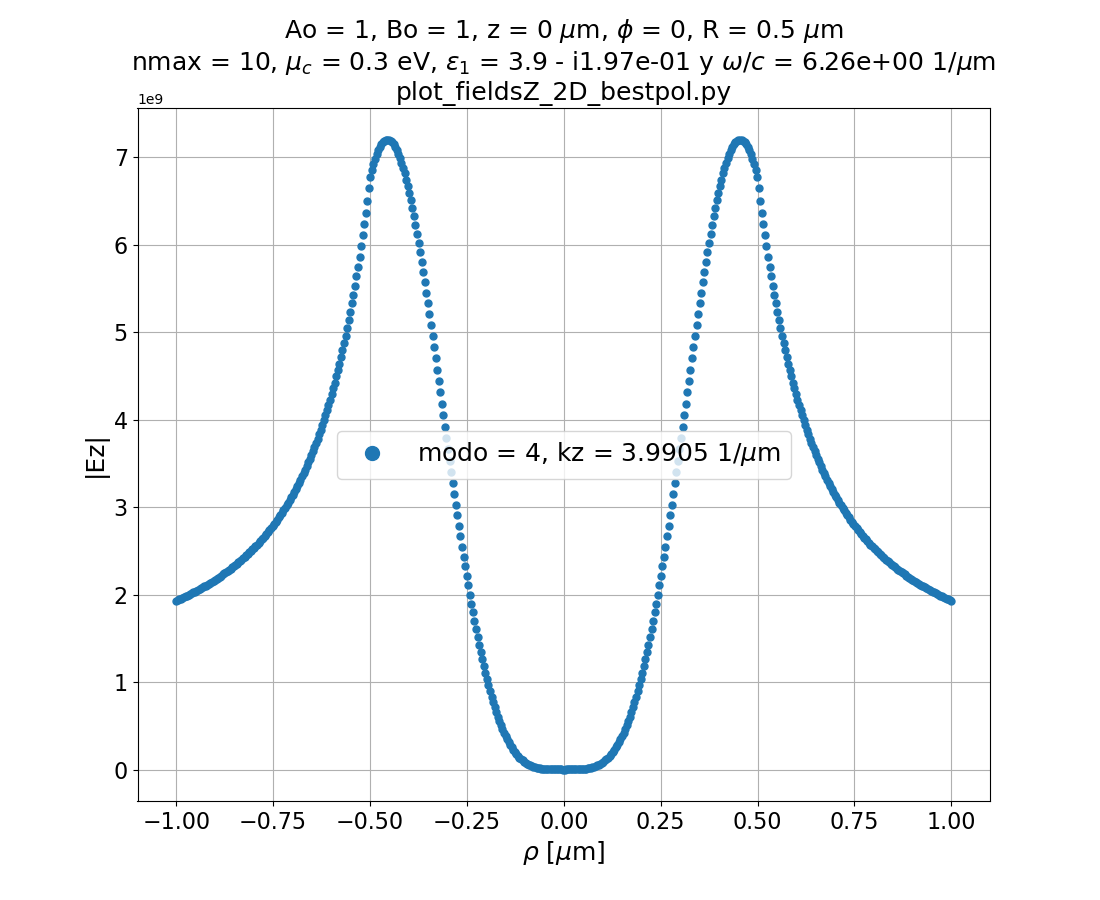 Ao = 1, Bo = 1, z = 0 μm, ϕ = 0, R = 0.5 μm
nmax = 10, μc = 0.3 eV, ε1 = 3.9 - i1.97e-01 y ω/c = 6.26e+00 1/μm
plot_fieldsZ_2D_bestpol.py
1e9
7
6
5
4
3
2
1
0
|Ez|
modo = 4, kz = 3.9905 1/μm
−1.00 −0.75 −0.50 −0.25 0.00 0.25 0.50 0.75 1.00
ρ [μm]